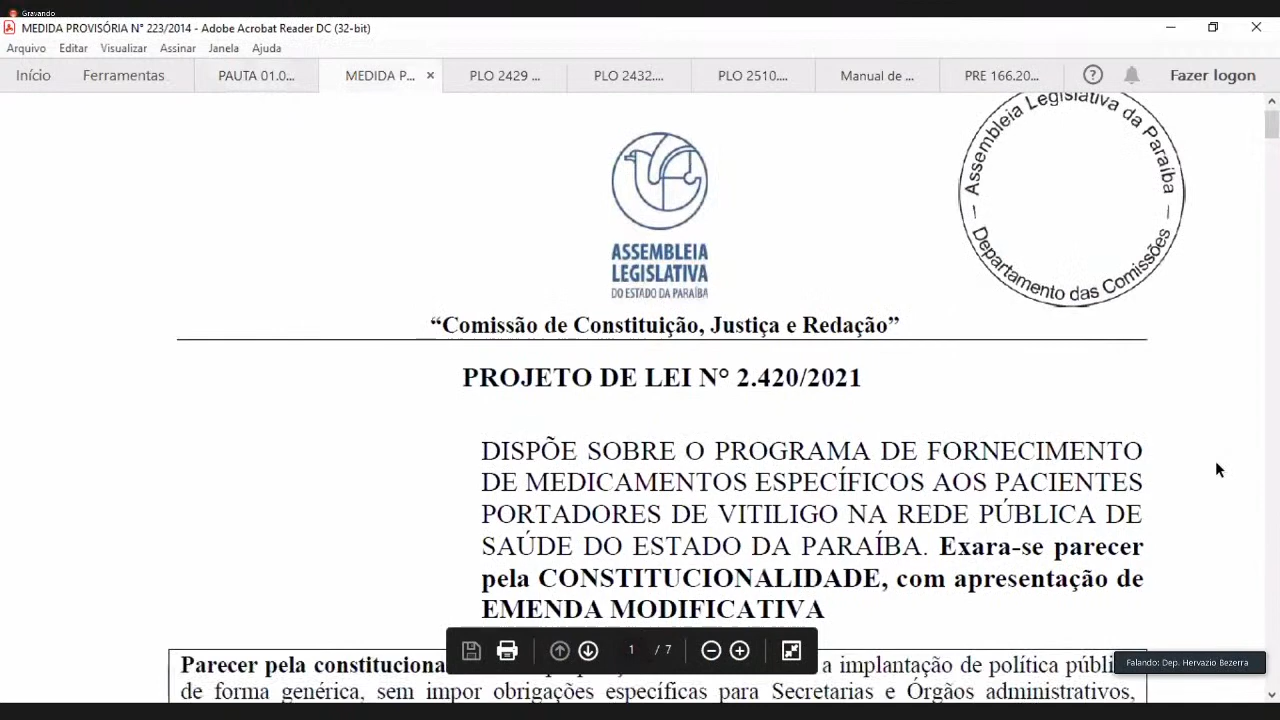 Gravando
MEDIDA PROVISÓRIA N° 223/2014 - Adobe Acrobat Reader DC (32-bit)
Arquivo Editar Visualizar Assinar Janela Ajuda
Início Ferramentas PAUTA 01.0... MEDIDA P... PLO 2429 ... PLO 2432.... PLO 2510.... Manual de ... PRE 166.20... Fazer logon
Assembleia Legislativa da Paraíba
Departamento das Comissões
ASSEMBLEIA
LEGISLATIVA
DO ESTADO DA PARAÍBA
“Comissão de Constituição, Justiça e Redação”
PROJETO DE LEI N° 2.420/2021
DISPÕE SOBRE O PROGRAMA DE FORNECIMENTO
DE MEDICAMENTOS ESPECÍFICOS AOS PACIENTES
PORTADORES DE VITILIGO NA REDE PÚBLICA DE
SAÚDE DO ESTADO DA PARAÍBA. Exara-se parecer
pela CONSTITUCIONALIDADE, com apresentação de
EMENDA MODIFICATIVA
1 / 7
Parecer pela constituciona a implantação de política públi
Falando: Dep. Hervazio Bezerra
de forma genérica, sem impor obrigações específicas para Secretarias e Órgãos administrativos,